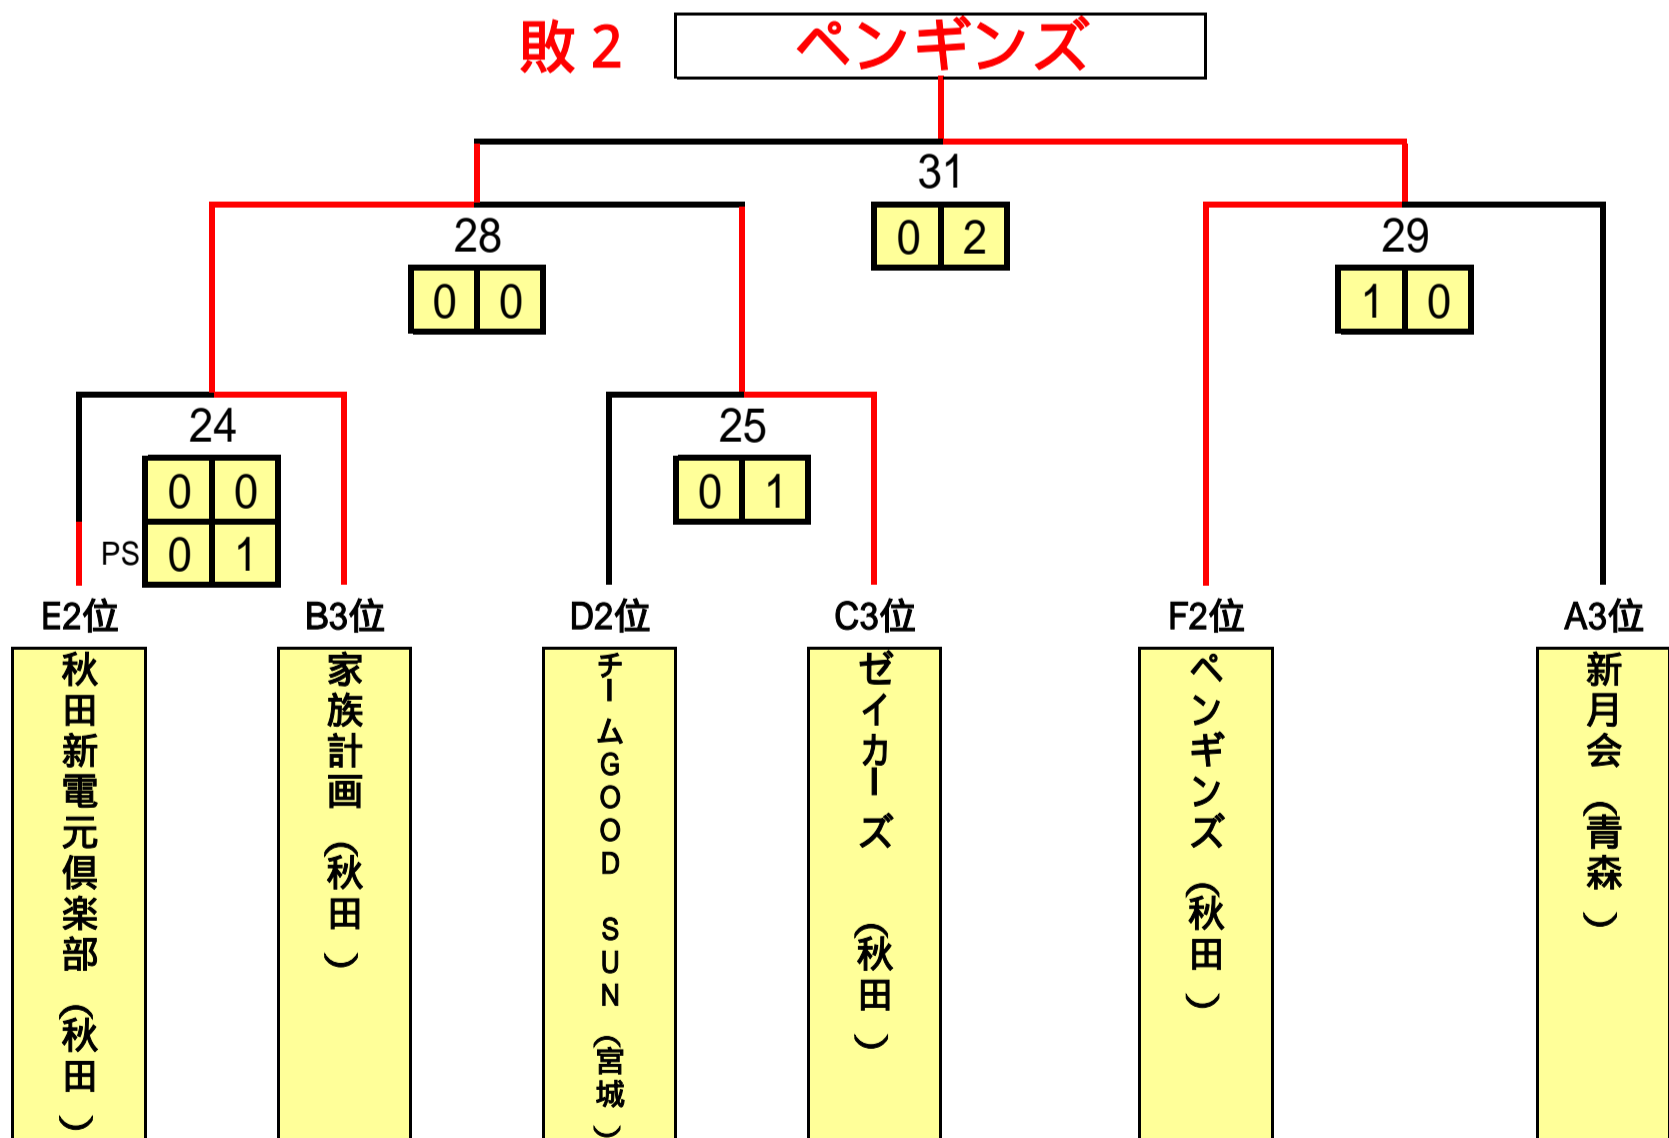 敗2 ペンギンズ
31
0 2
28
0 0
29
1 0
24
0 0
PS 0 1
25
0 1
E2位
B3位
D2位
C3位
F2位
A3位
秋田新電元倶楽部（秋田）
家族計画（秋田）
チームGOOD SUN（宮城）
ゼイカーズ （秋田）
ペンギンズ（秋田）
新月会（青森）